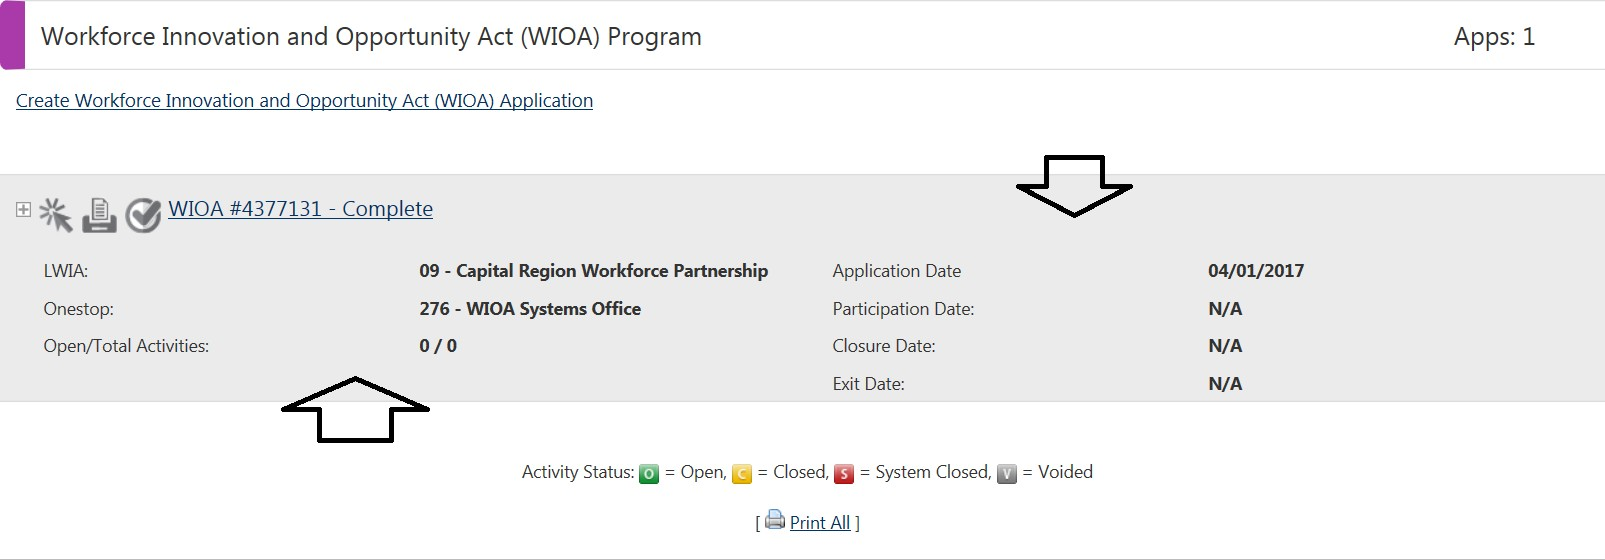 Workforce Innovation and Opportunity Act (WIOA) Program Apps: 1
Create Workforce Innovation and Opportunity Act (WIOA) Application
WIOA #4377131 - Complete
LWIA: 09 - Capital Region Workforce Partnership Application Date 04/01/2017
Onestop: 276 - WIOA Systems Office Participation Date: N/A
Open/Total Activities: 0 / 0 Closure Date: N/A
Exit Date: N/A
Activity Status: O = Open, C = Closed, S = System Closed, V = Voided
[ Print All ]